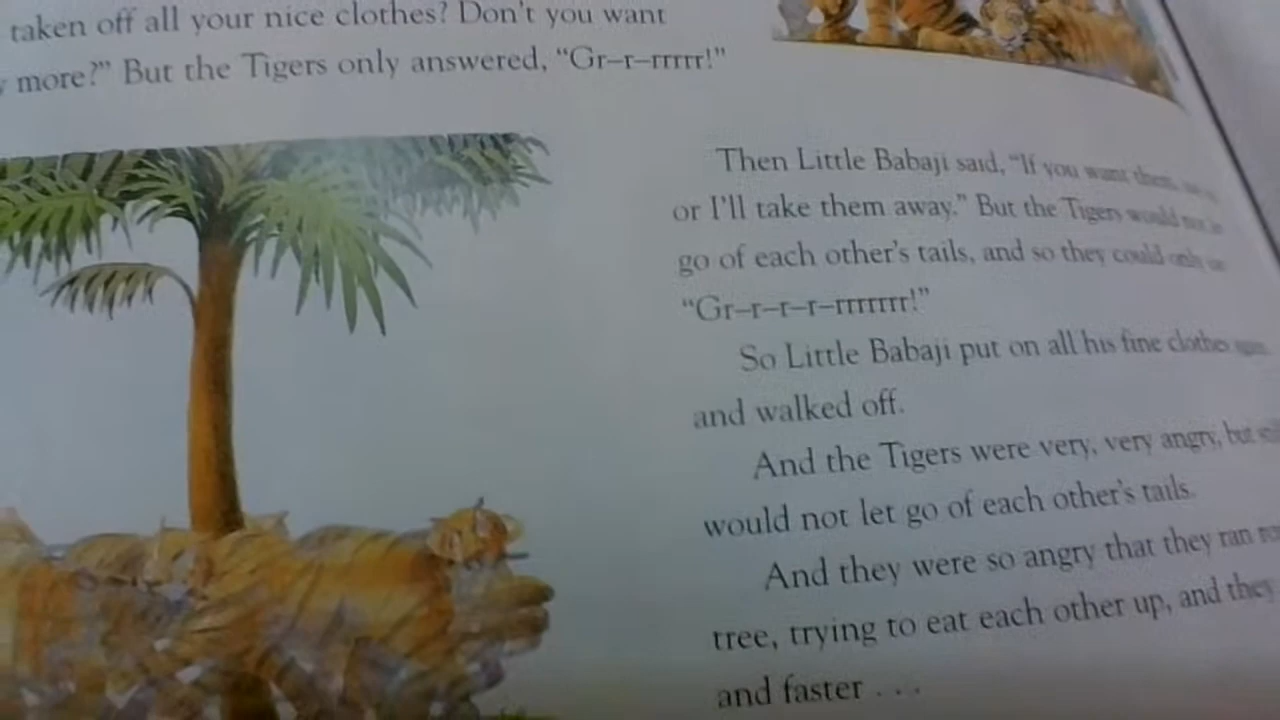 taken off all your nice clothes? Don't you want
more?" But the Tigers only answered, "Gr–r–rrrrr!"
Then Little Babaji said, "If you want them,
or I'll take them away." But the Tigers would not
go of each other's tails, and so they could only
"Gr–r–r–r–rrrrrrr!"
So Little Babaji put on all his fine clothes
and walked off.
And the Tigers were very, very angry, but
would not let go of each other's tails.
And they were so angry that they ran
tree, trying to eat each other up, and they
and faster . . .